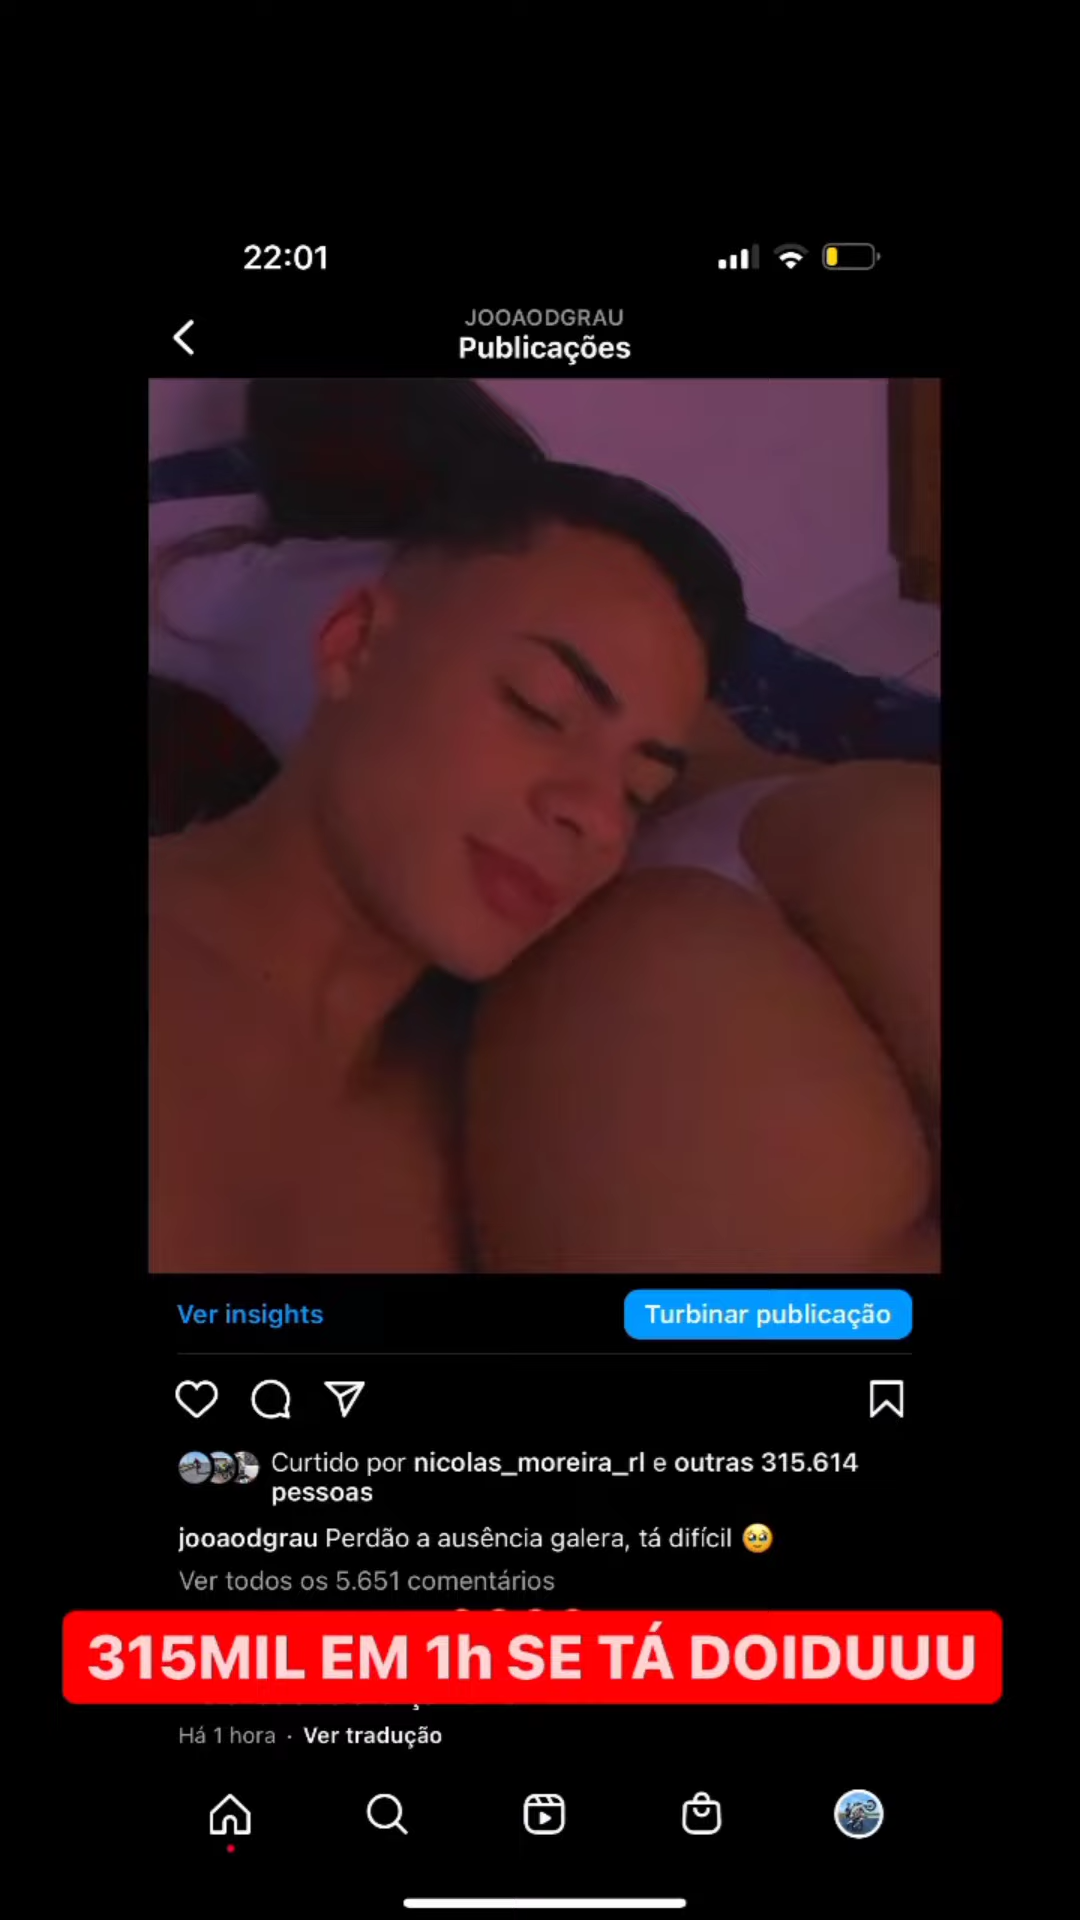 22:01
JOOAODGRAU
Publicações
Ver insights
Turbinar publicação
Curtido por nicolas_moreira_rl e outras 315.614
pessoas
jooaodgrau Perdão a ausência galera, tá difícil 🥹
Ver todos os 5.651 comentários
315MIL EM 1h SE TÁ DOIDUUU
Há 1 hora · Ver tradução